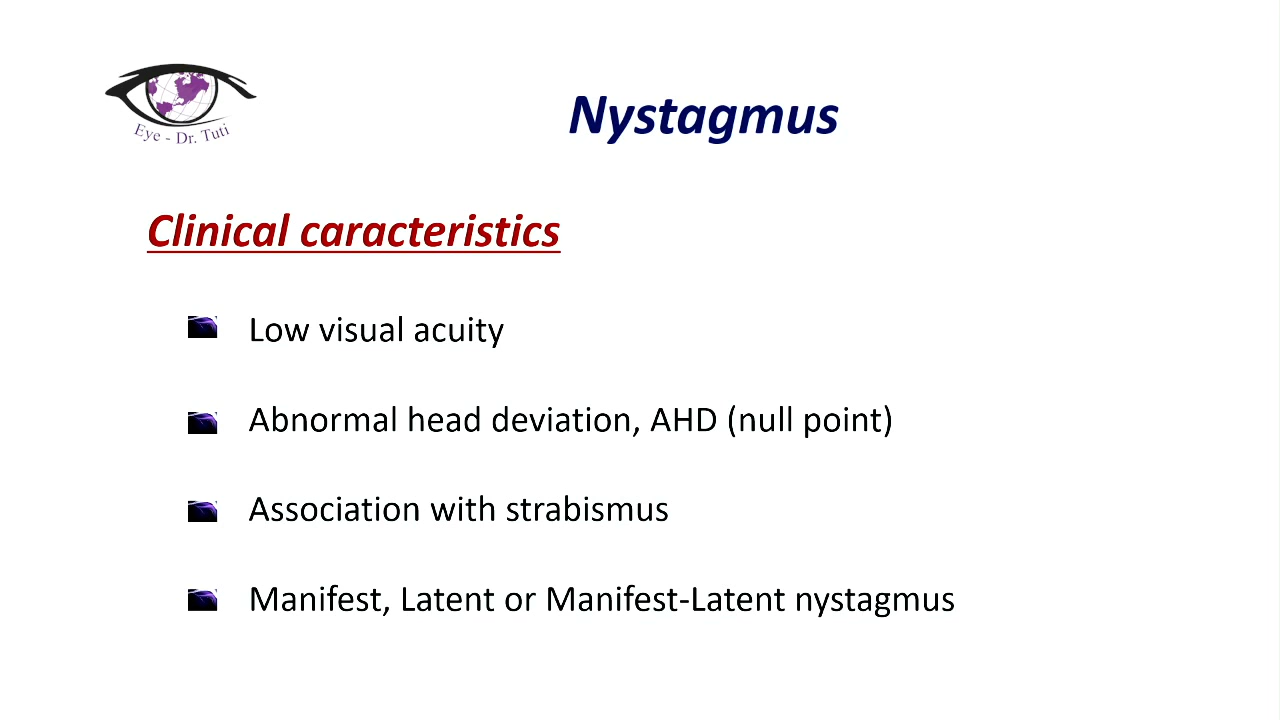 Eye - Dr. Tuti
Nystagmus
Clinical caracteristics
Low visual acuity
Abnormal head deviation, AHD (null point)
Association with strabismus
Manifest, Latent or Manifest-Latent nystagmus